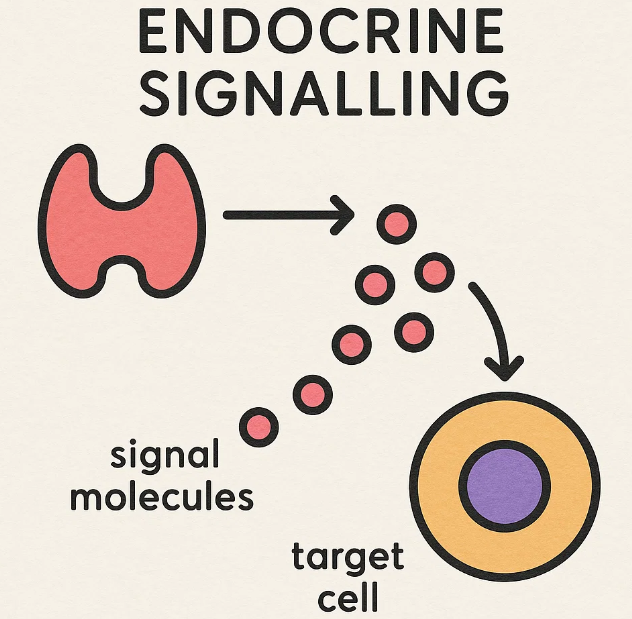 ENDOCRINE
SIGNALLING
signal
molecules
target
cell